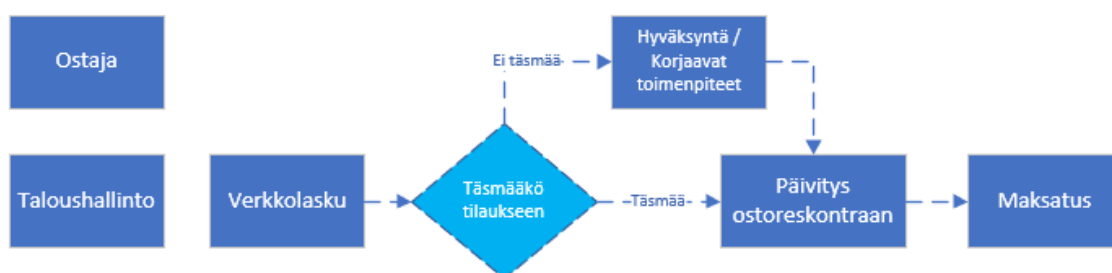 Ostaja
Ei täsmää
Hyväksyntä /
Korjaavat
toimenpiteet
Taloushallinto
Verkkolasku
Täsmääkö
tilaukseen
Täsmää
Päivitys
ostoreskontraan
Maksatus